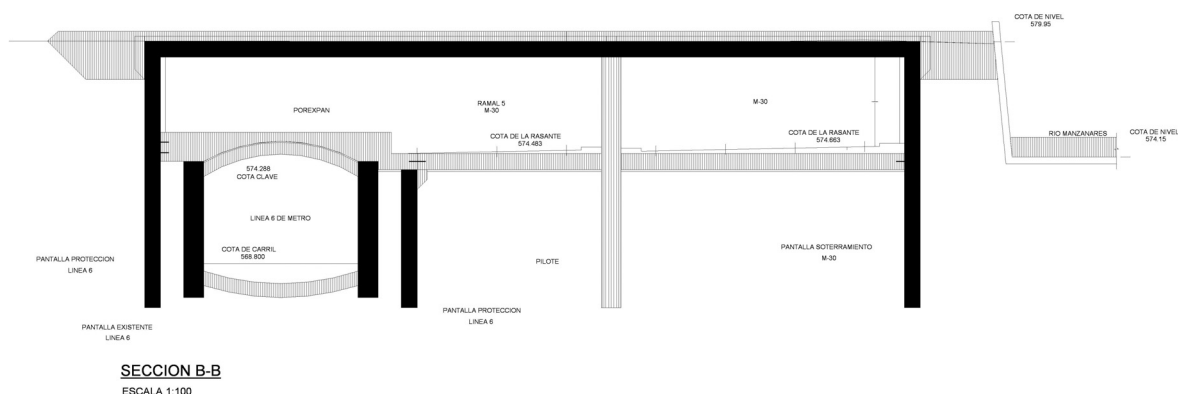 COTA DE NIVEL
579.95
POREXPAN
RAMAL 5
M-30
M-30
COTA DE LA RASANTE
574.483
COTA DE LA RASANTE
574.663
RIO MANZANARES
COTA DE NIVEL
574.15
574.288
COTA CLAVE
LINEA 6 DE METRO
COTA DE CARRIL
568.800
PANTALLA PROTECCION
LINEA 6
PILOTE
PANTALLA SOTERRAMIENTO
M-30
PANTALLA PROTECCION
LINEA 6
PANTALLA EXISTENTE
LINEA 6
SECCION B-B
ESCALA 1:100